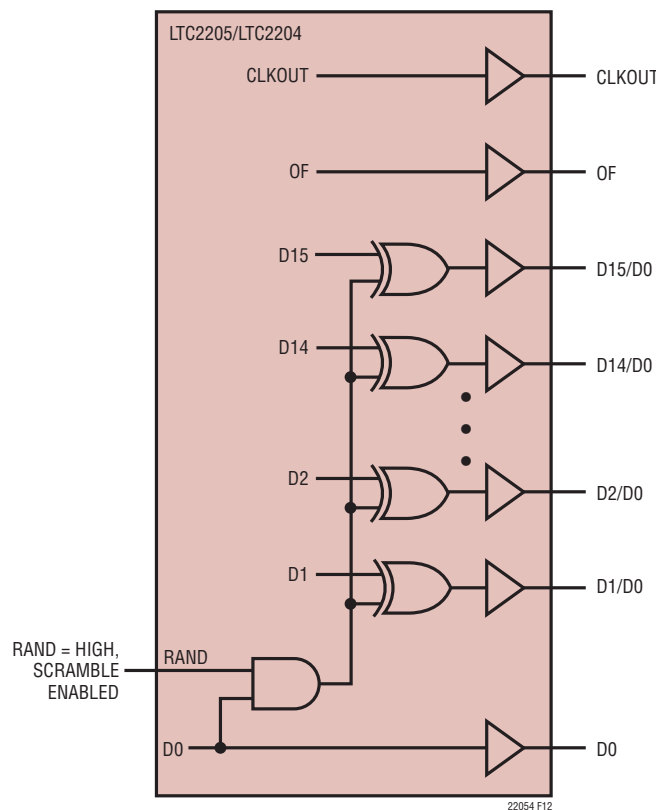 LTC2205/LTC2204
CLKOUT
CLKOUT
OF
OF
D15
D15/D0
D14
D14/D0
D2
D2/D0
D1
D1/D0
RAND = HIGH,
SCRAMBLE
ENABLED
RAND
D0
D0
22054 F12